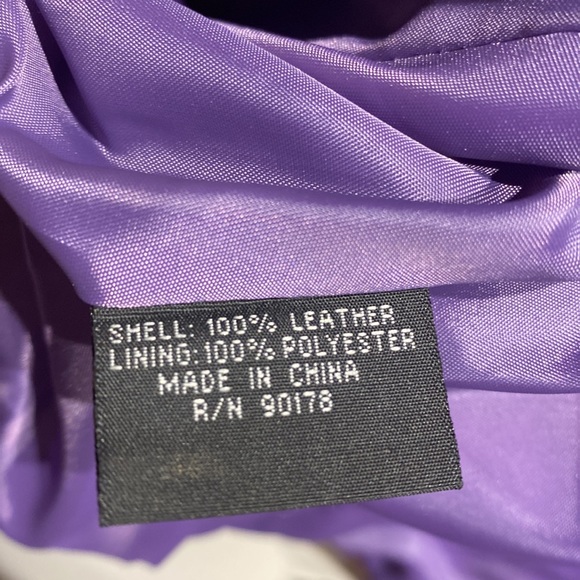 SHELL: 100% LEATHER
LINING: 100% POLYESTER
MADE IN CHINA
R/N 90178